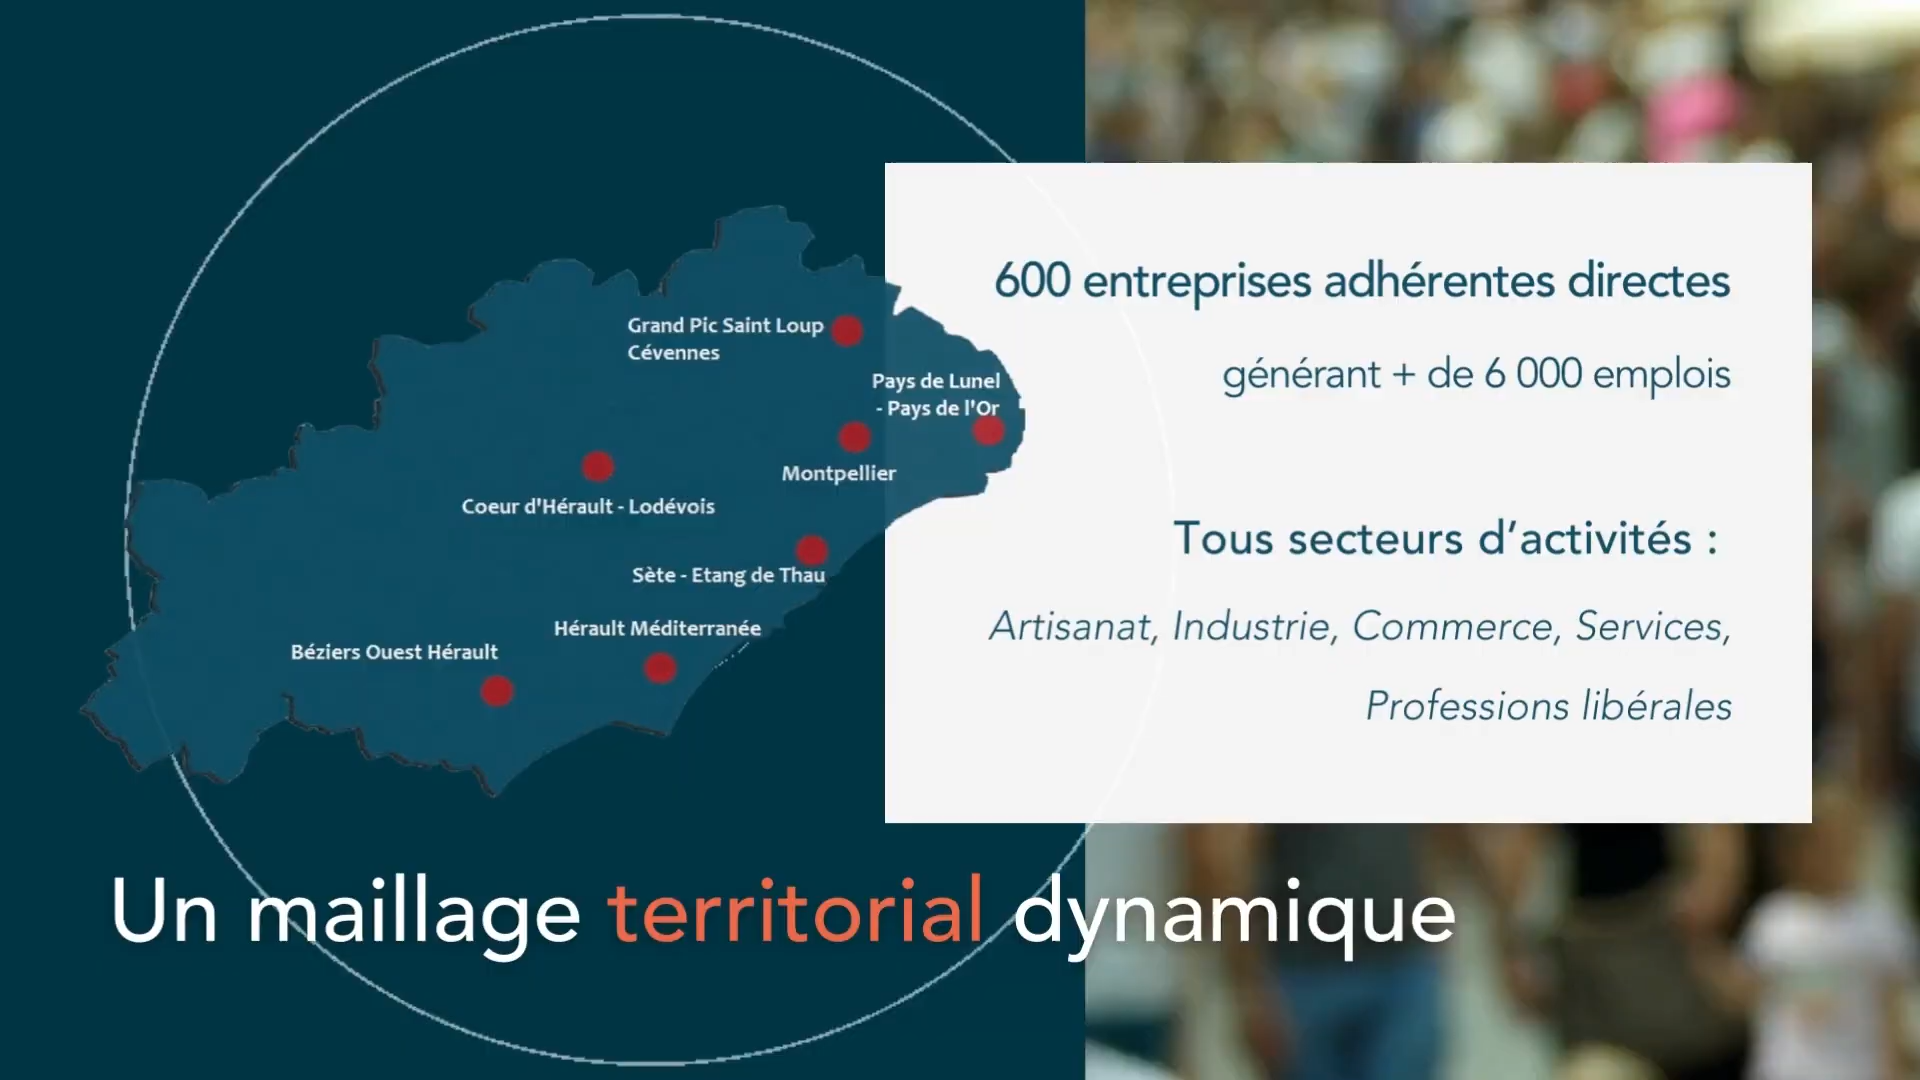 Grand Pic Saint Loup
Cévennes
Pays de Lunel
- Pays de l'Or
Montpellier
Coeur d'Hérault - Lodévois
Sète - Etang de Thau
Hérault Méditerranée
Béziers Ouest Hérault
600 entreprises adhérentes directes
générant + de 6 000 emplois
Tous secteurs d’activités :
Artisanat, Industrie, Commerce, Services,
Professions libérales
Un maillage territorial dynamique